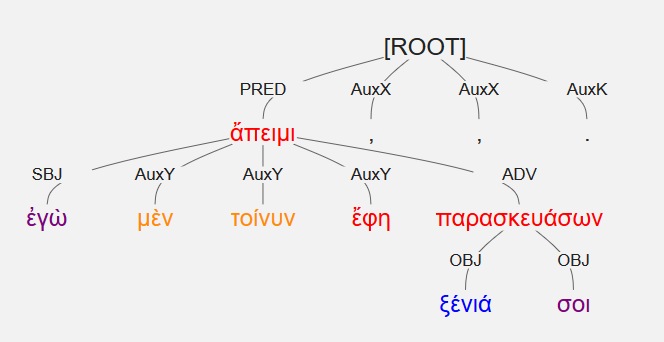 [ROOT]
PRED AuxX AuxX AuxK
ἄπειμι , , .
SBJ AuxY AuxY AuxY ADV
ἐγὼ μὲν τοίνυν ἔφη παρασκευάσων
OBJ OBJ
ξένιά σοι